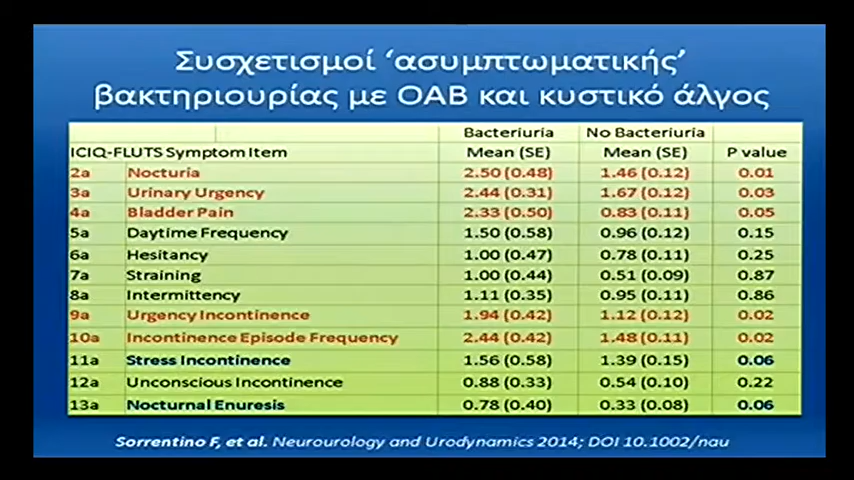 Συσχετισμοί ‘ασυμπτωματικής’
βακτηριουρίας με OAB και κυστικό άλγος
Bacteriuria No Bacteriuria
ICIQ-FLUTS Symptom Item Mean (SE) Mean (SE) P value
2a Nocturia 2.50 (0.48) 1.46 (0.12) 0.01
3a Urinary Urgency 2.44 (0.31) 1.67 (0.12) 0.03
4a Bladder Pain 2.33 (0.50) 0.83 (0.11) 0.05
5a Daytime Frequency 1.50 (0.58) 0.96 (0.12) 0.15
6a Hesitancy 1.00 (0.47) 0.78 (0.11) 0.25
7a Straining 1.00 (0.44) 0.51 (0.09) 0.87
8a Intermittency 1.11 (0.35) 0.95 (0.11) 0.86
9a Urgency Incontinence 1.94 (0.42) 1.12 (0.12) 0.02
10a Incontinence Episode Frequency 2.44 (0.42) 1.48 (0.11) 0.02
11a Stress Incontinence 1.56 (0.58) 1.39 (0.15) 0.06
12a Unconscious Incontinence 0.88 (0.33) 0.54 (0.10) 0.22
13a Nocturnal Enuresis 0.78 (0.40) 0.33 (0.08) 0.06
Sorrentino F, et al. Neurourology and Urodynamics 2014; DOI 10.1002/nau